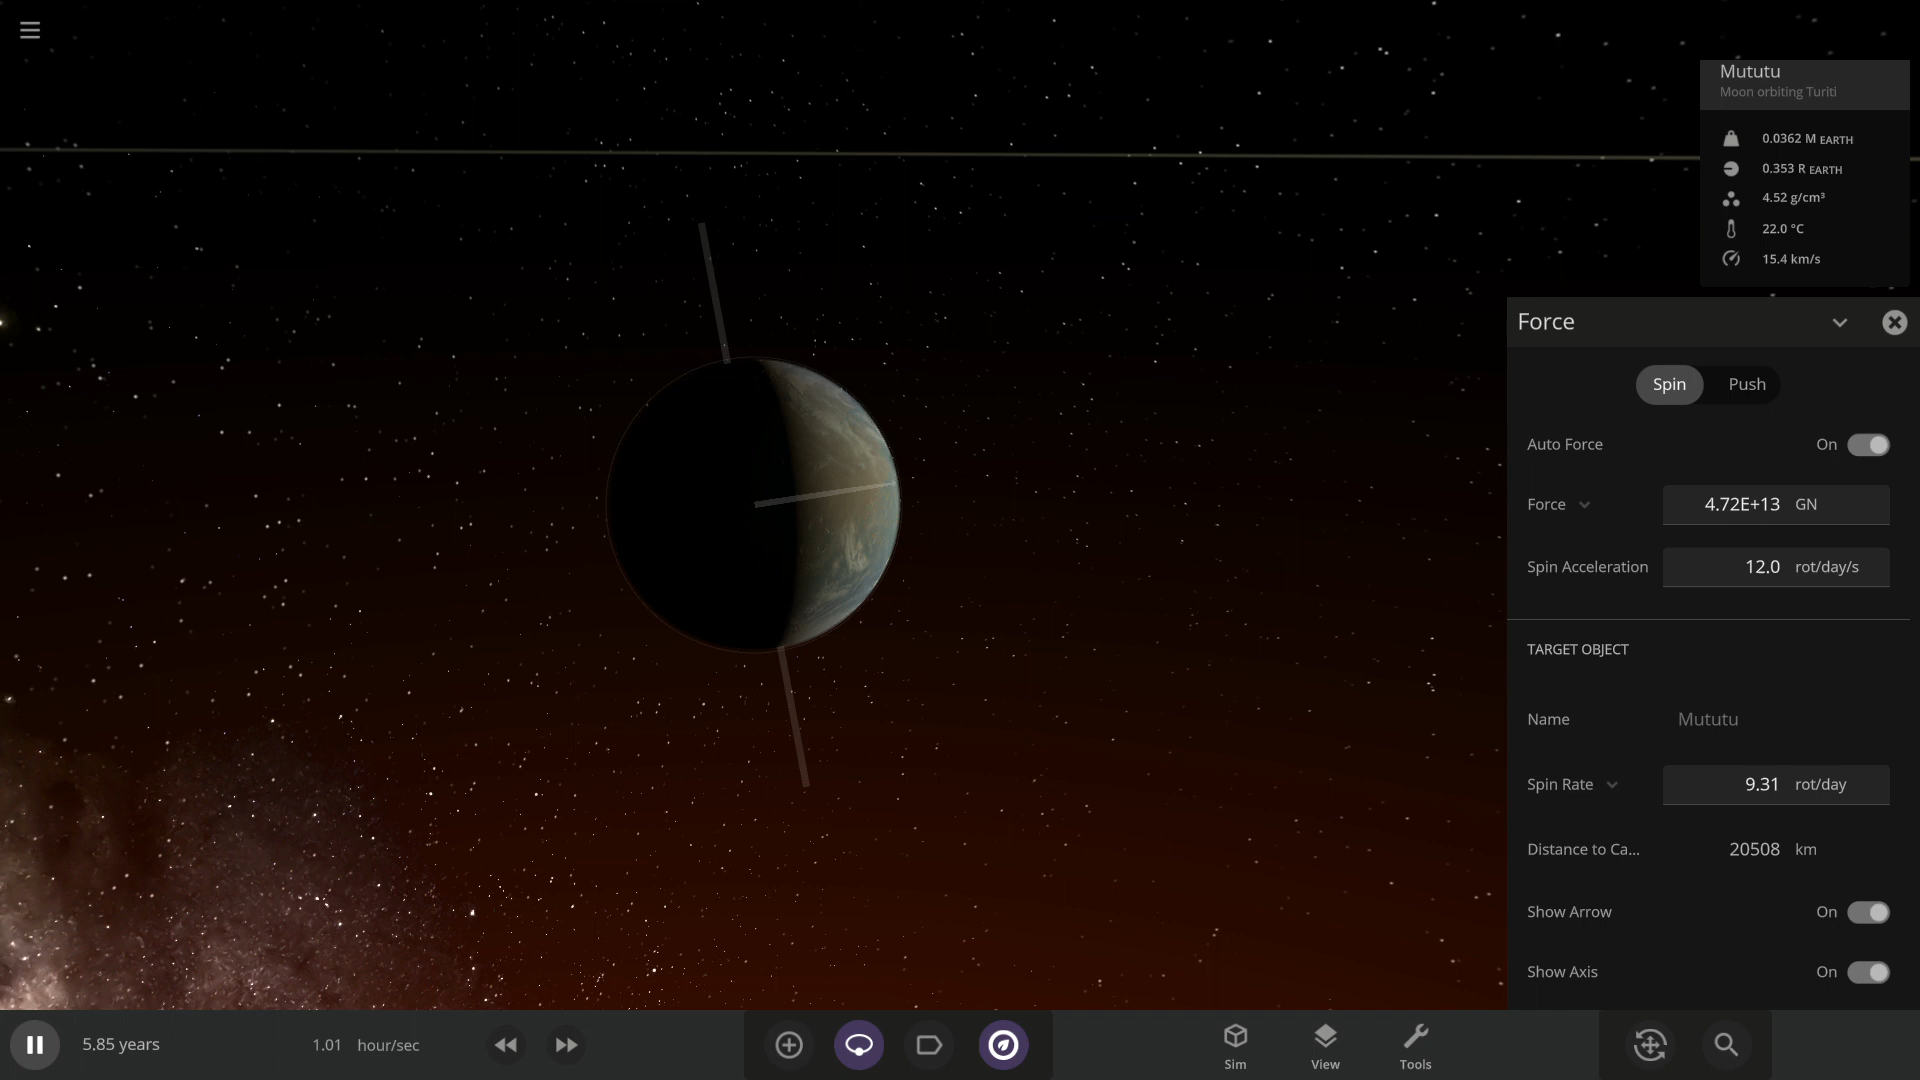 Mututu
Moon orbiting Turiti
0.0362 M EARTH
0.353 R EARTH
4.52 g/cm³
22.0 °C
15.4 km/s
Force
Spin Push
Auto Force On
Force 4.72E+13 GN
Spin Acceleration 12.0 rot/day/s
TARGET OBJECT
Name Mututu
Spin Rate 9.31 rot/day
Distance to Ca... 20508 km
Show Arrow On
Show Axis On
5.85 years 1.01 hour/sec Sim View Tools